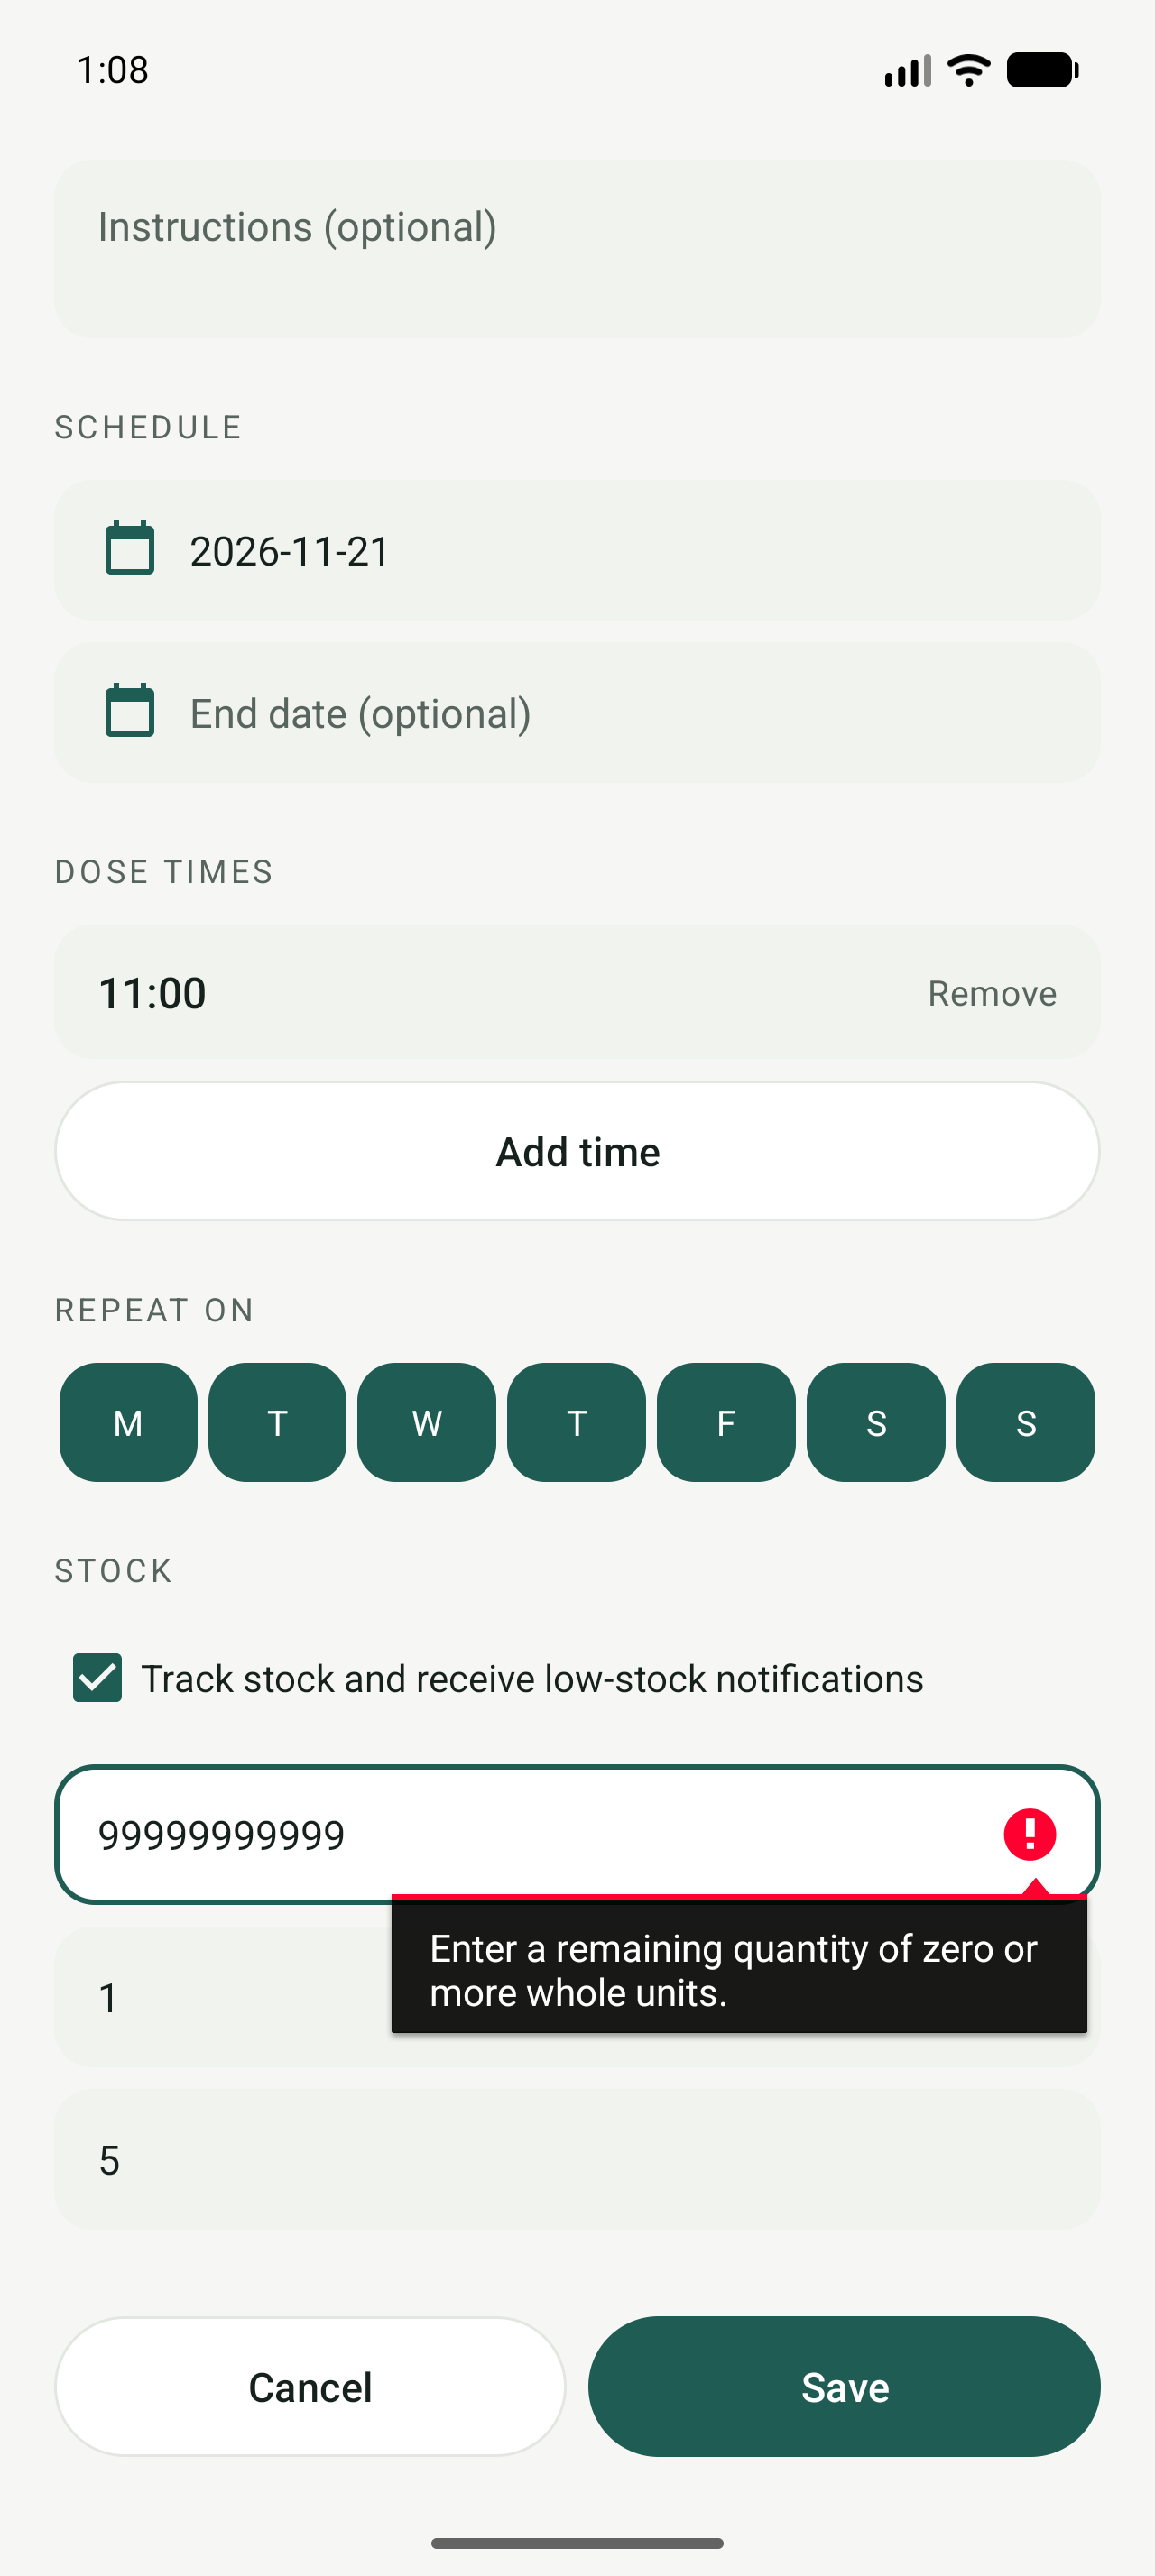 1:08
Instructions (optional)
SCHEDULE
2026-11-21
End date (optional)
DOSE TIMES
11:00 Remove
Add time
REPEAT ON
M T W T F S S
STOCK
Track stock and receive low-stock notifications
99999999999
Enter a remaining quantity of zero or
more whole units.
1
5
Cancel Save